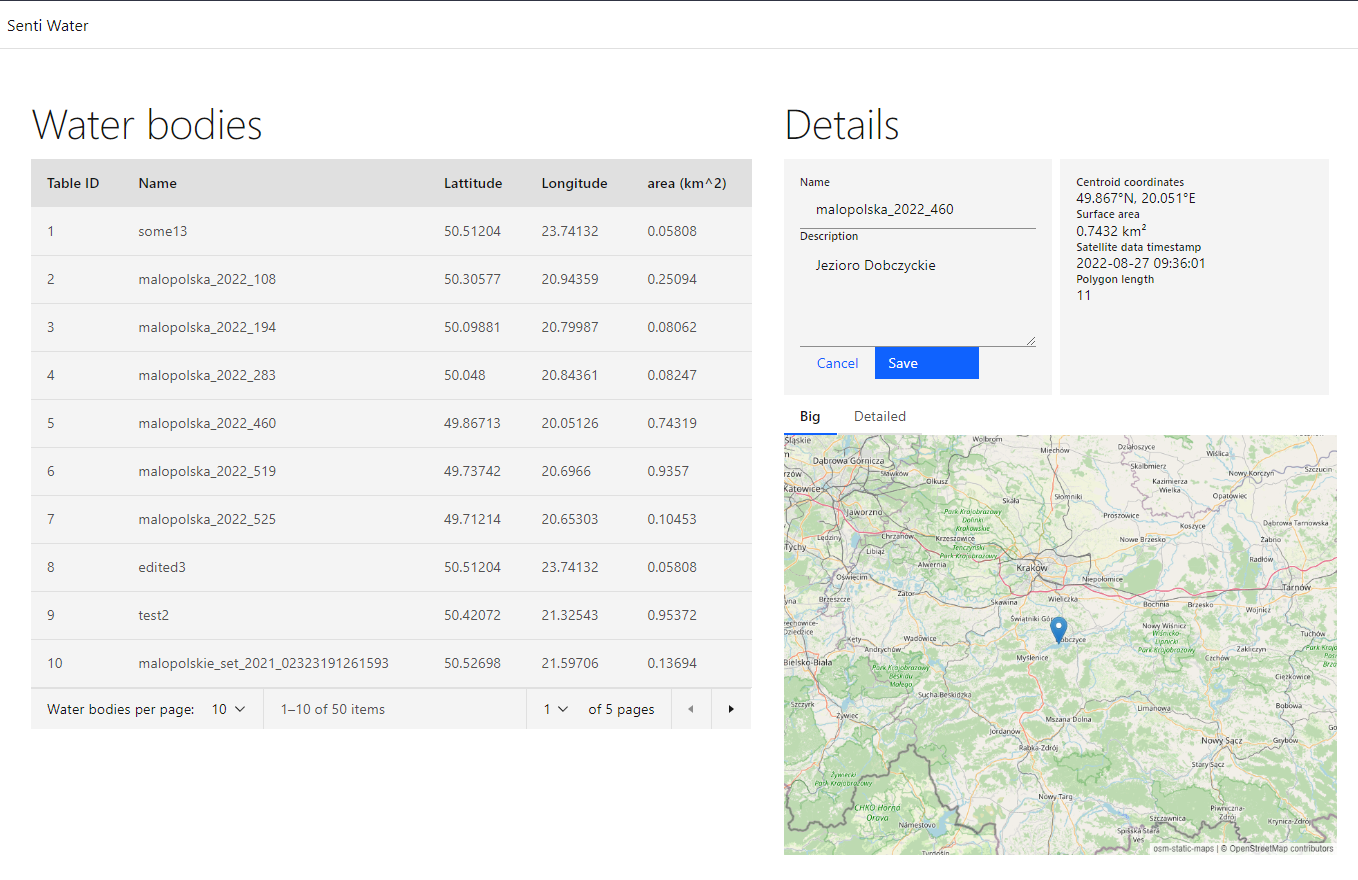 Senti Water
Water bodies
Table ID Name Lattitude Longitude area (km^2)
1 some13 50.51204 23.74132 0.05808
2 malopolska_2022_108 50.30577 20.94359 0.25094
3 malopolska_2022_194 50.09881 20.79987 0.08062
4 malopolska_2022_283 50.048 20.84361 0.08247
5 malopolska_2022_460 49.86713 20.05126 0.74319
6 malopolska_2022_519 49.73742 20.6966 0.9357
7 malopolska_2022_525 49.71214 20.65303 0.10453
8 edited3 50.51204 23.74132 0.05808
9 test2 50.42072 21.32543 0.95372
10 malopolskie_set_2021_02323191261593 50.52698 21.59706 0.13694
Water bodies per page: 10 1–10 of 50 items 1 of 5 pages
Details
Name
malopolska_2022_460
Description
Jezioro Dobczyckie
Cancel Save
Centroid coordinates
49.867°N, 20.051°E
Surface area
0.7432 km²
Satellite data timestamp
2022-08-27 09:36:01
Polygon length
11
Big Detailed
Śląskie
Wolbrom
Miechów
Działoszyce
Wiślica
Dąbrowa Górnicza
Skalbmierz
Nowy Korczyn
Szczucin
Sławków
Olkusz
Kazimierza
Wielka
Katowice
Skała
Słomniki
Opatowiec
Jaworzno
Park Krajobrazowy
Dolinki
Krakowskie
Proszowice
Koszyce
Dąbrowa Tarnowska
Lędziny
Chrzanów
Krzeszowice
Nowe Brzesko
Żabno
Tychy
Libiąż
Tenczyński
Park Krajobrazowy
Alwernia
Kraków
Radłów
Oświęcim
Niepołomice
Tarnów
Brzeszcze
Zator
Skawina
Wieliczka
Bochnia
Brzesko
Wojnicz
Świątniki Gór
Czechowice-
Dziedzice
Kęty
Wadowice
Dobczyce
Nowy Wiśnicz
Wiśnicko-
Lipnicki
Park Krajobrazowy
Tuchów
Andrychów
Myślenice
Zakliczyn
Bielsko-Biała
Czchów
Park Krajobrazowy
Beskidu
Małego
Ciężkowice
Sucha Beskidzka
Szczyrk
Żywiec
Limanowa
Bobowa
Mszana Dolna
Jordanów
Rabka-Zdrój
Nowy Sącz
Grybów
Stary Sącz
Żywiecki
Park Krajobrazowy
Nowy Targ
CHKO Horná
Orava
Piwniczna-
Zdrój
Szczawnica
Krynica-Zdrój
Námestovo
Spišská Stará
Ves
Tvrdošín
osm-static-maps | © OpenStreetMap contributors